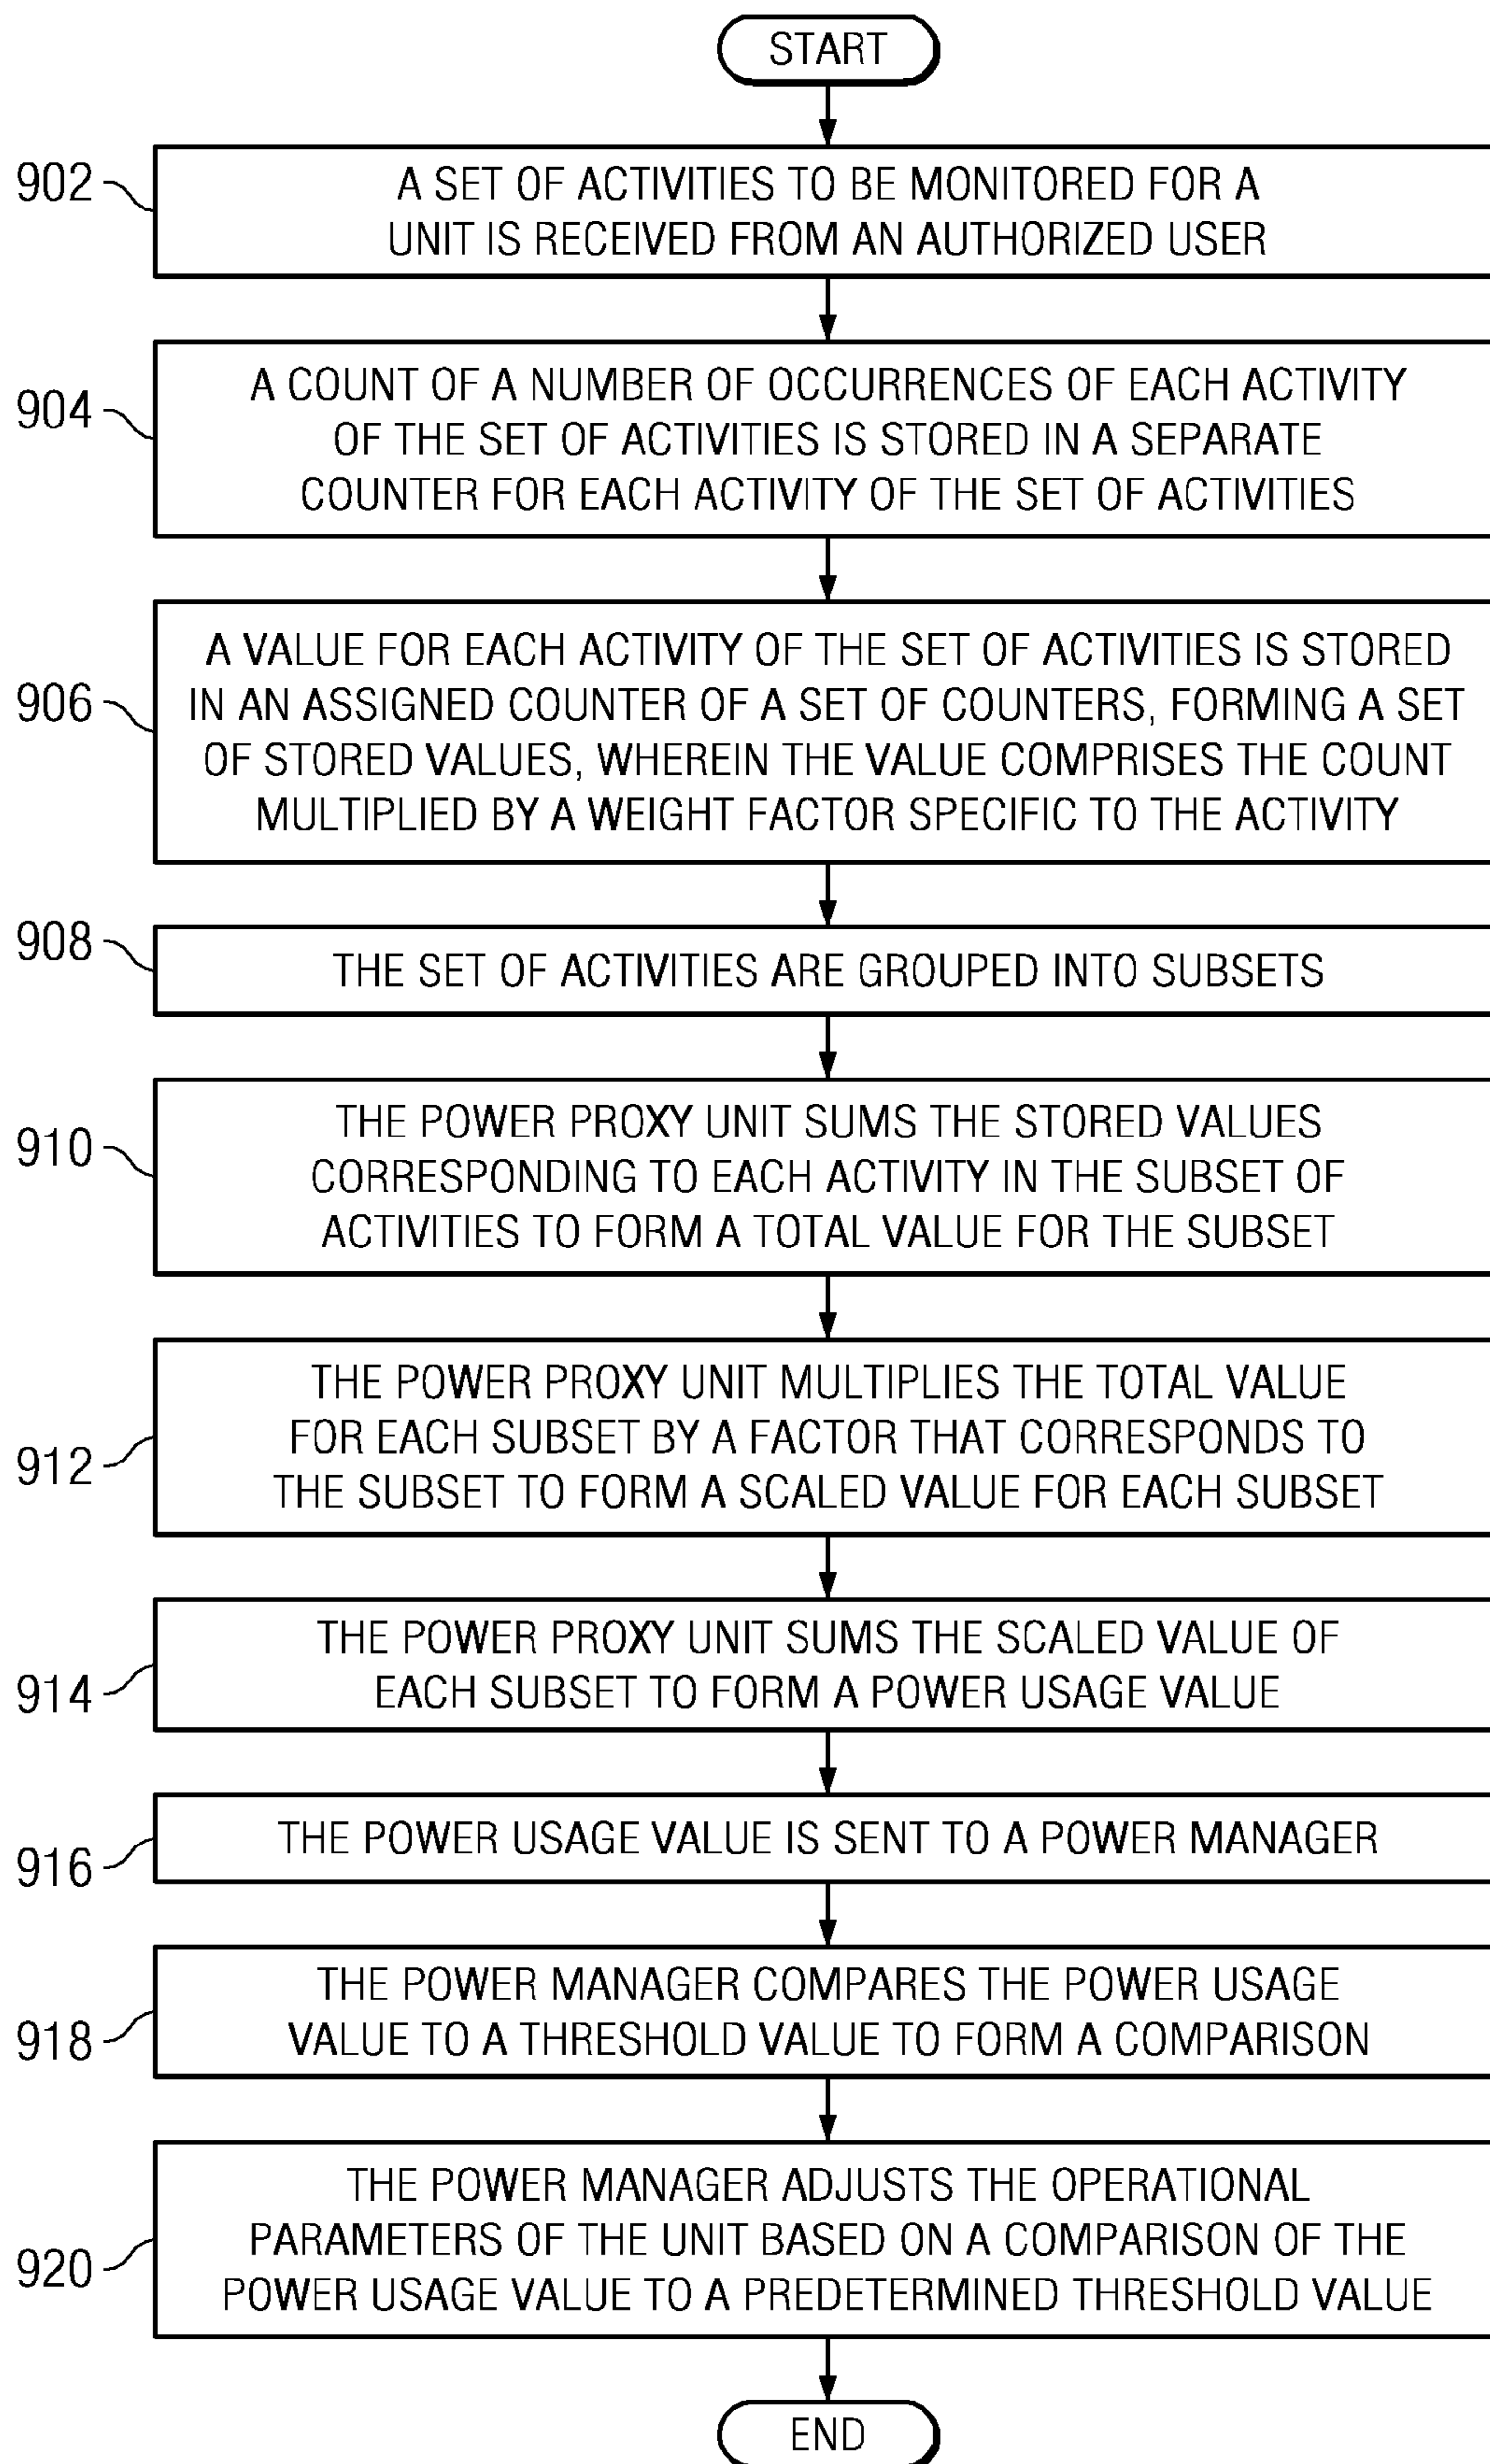 START
902
A SET OF ACTIVITIES TO BE MONITORED FOR A
UNIT IS RECEIVED FROM AN AUTHORIZED USER
904
A COUNT OF A NUMBER OF OCCURRENCES OF EACH ACTIVITY
OF THE SET OF ACTIVITIES IS STORED IN A SEPARATE
COUNTER FOR EACH ACTIVITY OF THE SET OF ACTIVITIES
906
A VALUE FOR EACH ACTIVITY OF THE SET OF ACTIVITIES IS STORED
IN AN ASSIGNED COUNTER OF A SET OF COUNTERS, FORMING A SET
OF STORED VALUES, WHEREIN THE VALUE COMPRISES THE COUNT
MULTIPLIED BY A WEIGHT FACTOR SPECIFIC TO THE ACTIVITY
908
THE SET OF ACTIVITIES ARE GROUPED INTO SUBSETS
910
THE POWER PROXY UNIT SUMS THE STORED VALUES
CORRESPONDING TO EACH ACTIVITY IN THE SUBSET OF
ACTIVITIES TO FORM A TOTAL VALUE FOR THE SUBSET
912
THE POWER PROXY UNIT MULTIPLIES THE TOTAL VALUE
FOR EACH SUBSET BY A FACTOR THAT CORRESPONDS TO
THE SUBSET TO FORM A SCALED VALUE FOR EACH SUBSET
914
THE POWER PROXY UNIT SUMS THE SCALED VALUE OF
EACH SUBSET TO FORM A POWER USAGE VALUE
916
THE POWER USAGE VALUE IS SENT TO A POWER MANAGER
918
THE POWER MANAGER COMPARES THE POWER USAGE
VALUE TO A THRESHOLD VALUE TO FORM A COMPARISON
920
THE POWER MANAGER ADJUSTS THE OPERATIONAL
PARAMETERS OF THE UNIT BASED ON A COMPARISON OF THE
POWER USAGE VALUE TO A PREDETERMINED THRESHOLD VALUE
END